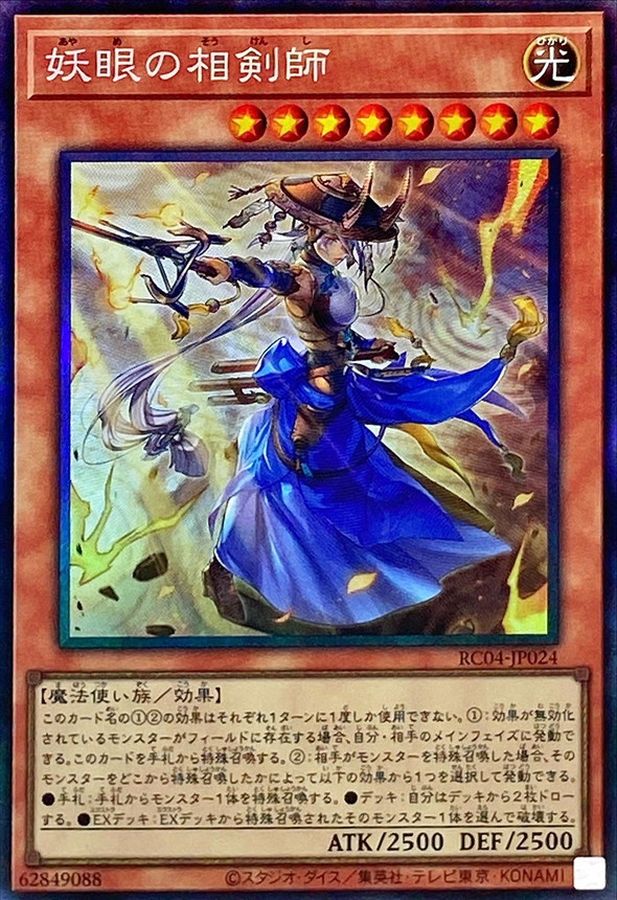 あやめ そうけんし
妖眼の相剣師
ひかり
光
RC04-JP024
【魔法使い族／効果】
このカード名の①②の効果はそれぞれ1ターンに1度しか使用できない。①：効果が無効化
されているモンスターがフィールドに存在する場合、自分・相手のメインフェイズに発動で
きる。このカードを手札から特殊召喚する。②：相手がモンスターを特殊召喚した場合、その
モンスターをどこから特殊召喚したかによって以下の効果から1つを選択して発動できる。
●手札：手札からモンスター1体を特殊召喚する。●デッキ：自分はデッキから2枚ドロー
する。●EXデッキ：EXデッキから特殊召喚されたそのモンスター1体を選んで破壊する。
ATK/2500 DEF/2500
62849088
©スタジオ・ダイス／集英社・テレビ東京・KONAMI